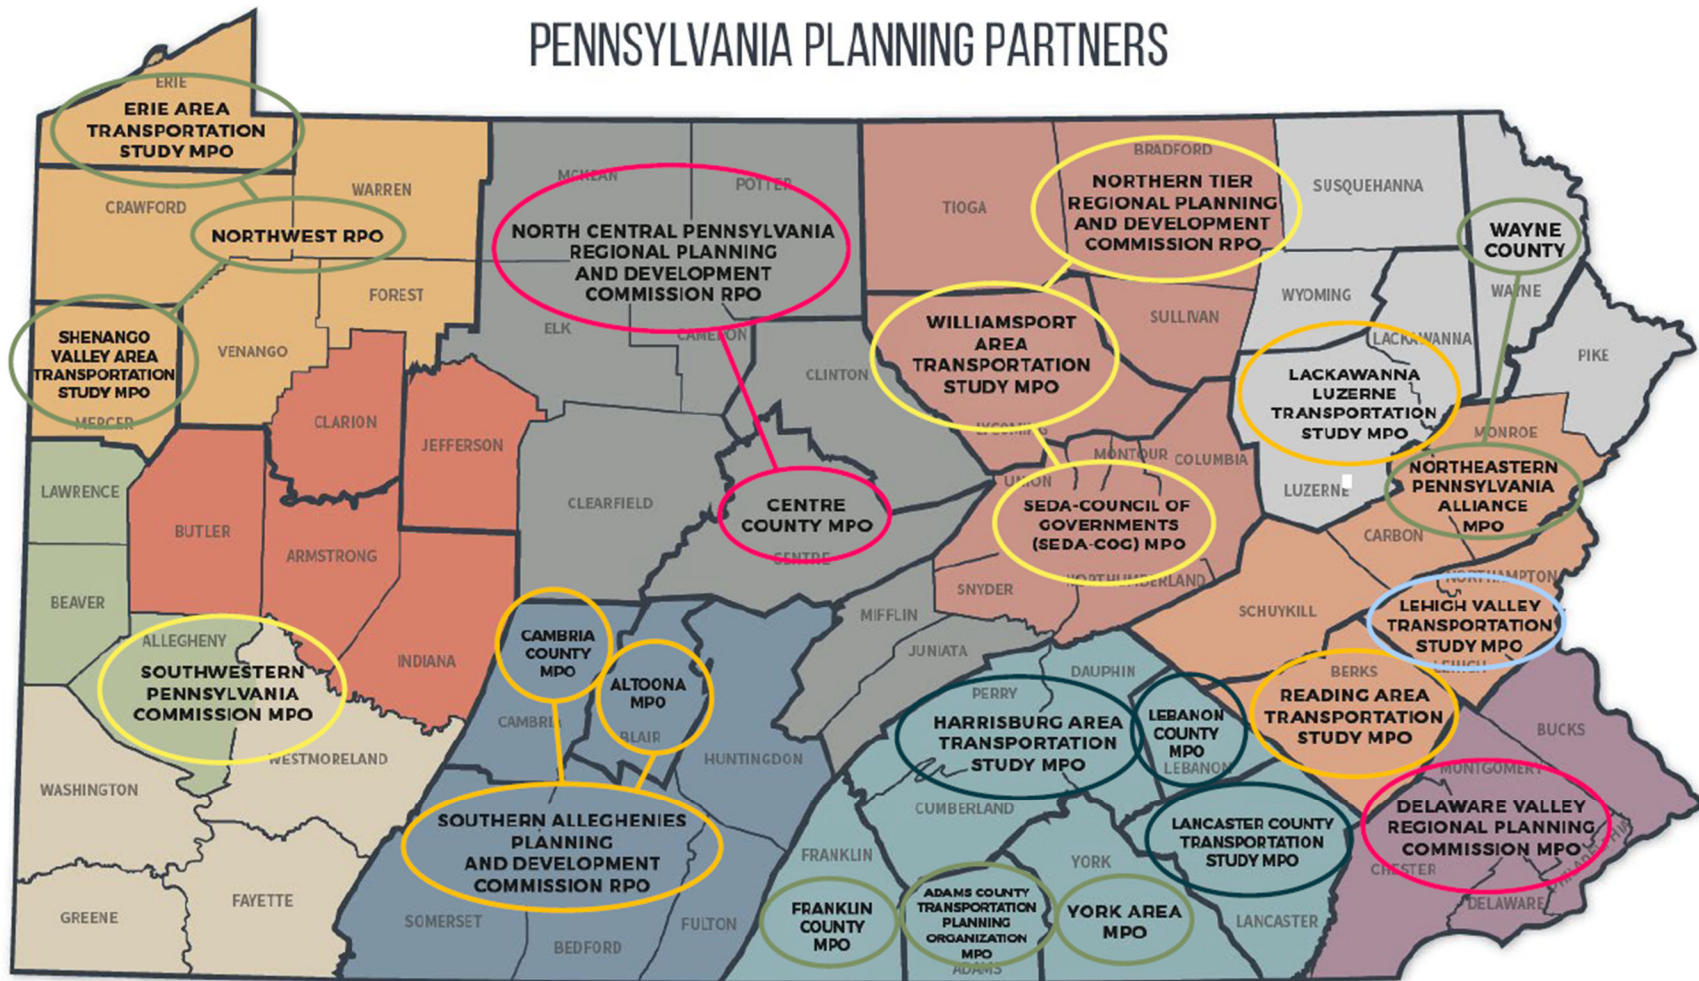 PENNSYLVANIA PLANNING PARTNERS
ERIE
ERIE AREA
TRANSPORTATION
STUDY MPO
CRAWFORD
WARREN
NORTHWEST RPO
FOREST
VENANGO
SHENANGO
VALLEY AREA
TRANSPORTATION
STUDY MPO
MERCER
MCKEAN
POTTER
NORTH CENTRAL PENNSYLVANIA
REGIONAL PLANNING
AND DEVELOPMENT
COMMISSION RPO
ELK
CAMERON
CLINTON
CLEARFIELD
CENTRE
COUNTY MPO
CENTRE
MIFFLIN
JUNIATA
TIOGA
BRADFORD
NORTHERN TIER
REGIONAL PLANNING
AND DEVELOPMENT
COMMISSION RPO
SULLIVAN
WILLIAMSPORT
AREA
TRANSPORTATION
STUDY MPO
LYCOMING
UNION
MONTOUR
COLUMBIA
SEDA-COUNCIL OF
GOVERNMENTS
(SEDA-COG) MPO
SNYDER
NORTHUMBERLAND
SUSQUEHANNA
WAYNE
COUNTY
WAYNE
WYOMING
LACKAWANNA
PIKE
LACKAWANNA
LUZERNE
TRANSPORTATION
STUDY MPO
LUZERNE
MONROE
NORTHEASTERN
PENNSYLVANIA
ALLIANCE
MPO
CARBON
SCHUYKILL
NORTHAMPTON
LEHIGH VALLEY
TRANSPORTATION
STUDY MPO
LEHIGH
BERKS
READING AREA
TRANSPORTATION
STUDY MPO
BUCKS
MONTGOMERY
DELAWARE VALLEY
REGIONAL PLANNING
COMMISSION MPO
PHILADELPHIA
CHESTER
DELAWARE
CLARION
JEFFERSON
BUTLER
ARMSTRONG
INDIANA
LAWRENCE
BEAVER
ALLEGHENY
SOUTHWESTERN
PENNSYLVANIA
COMMISSION MPO
WESTMORELAND
WASHINGTON
GREENE
FAYETTE
CAMBRIA
COUNTY
MPO
CAMBRIA
ALTOONA
MPO
BLAIR
HUNTINGDON
SOUTHERN ALLEGHENIES
PLANNING
AND DEVELOPMENT
COMMISSION RPO
SOMERSET
BEDFORD
FULTON
DAUPHIN
PERRY
HARRISBURG AREA
TRANSPORTATION
STUDY MPO
LEBANON
COUNTY
MPO
LEBANON
CUMBERLAND
LANCASTER COUNTY
TRANSPORTATION
STUDY MPO
FRANKLIN
YORK
FRANKLIN
COUNTY
MPO
ADAMS COUNTY
TRANSPORTATION
PLANNING
ORGANIZATION
MPO
ADAMS
YORK AREA
MPO
LANCASTER